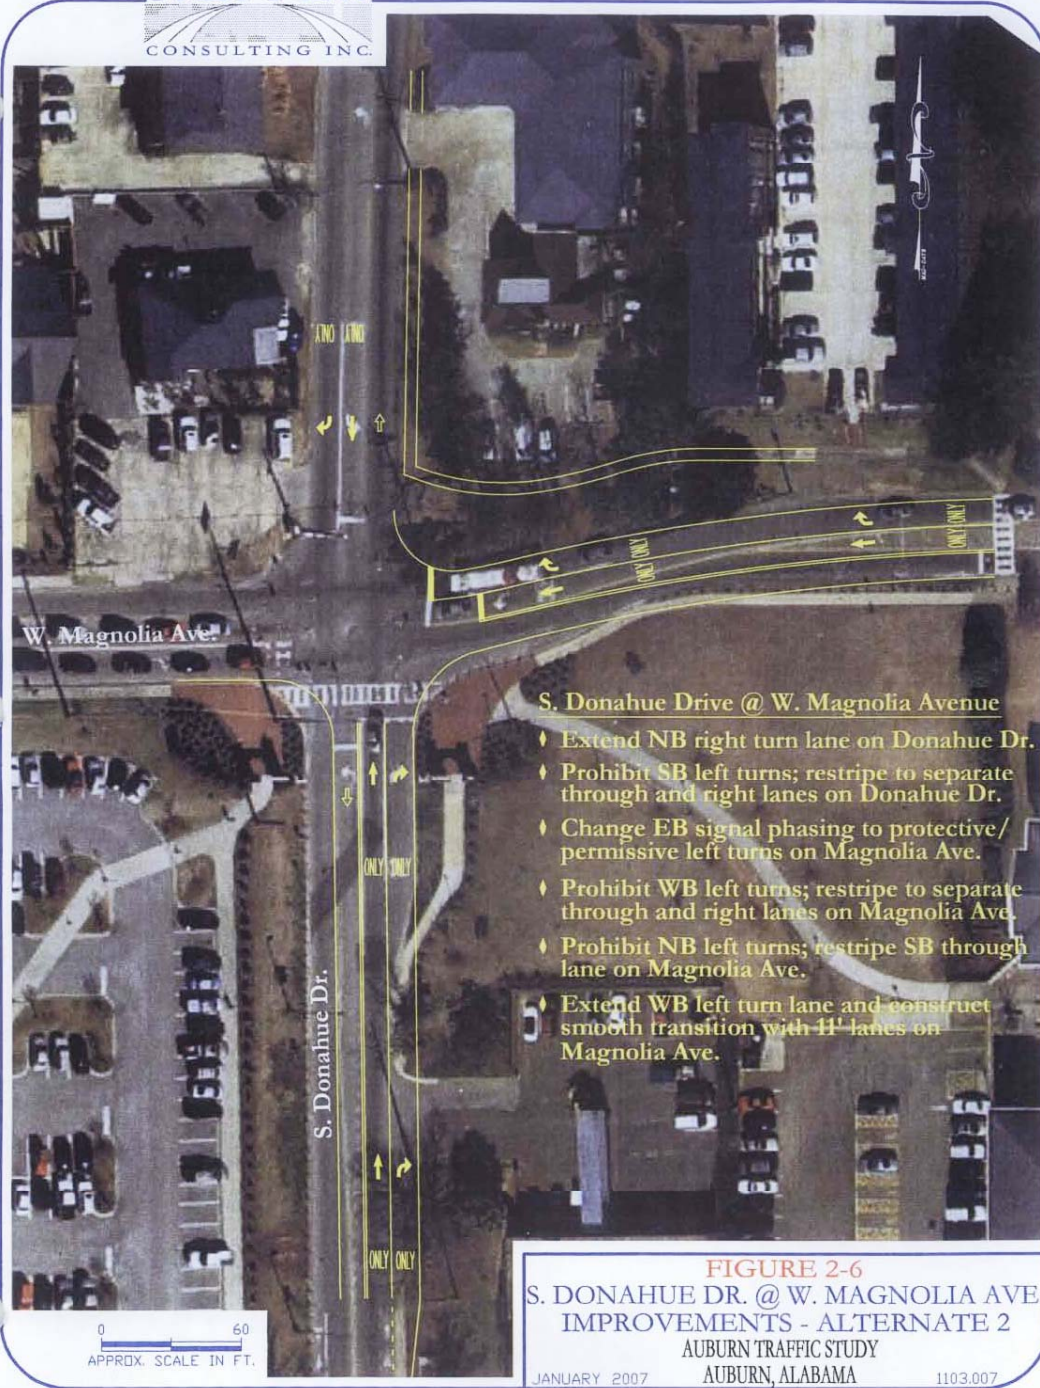 CONSULTING INC.
ONLY ONLY
ONLY ONLY
ONLY ONLY
W. Magnolia Ave.
S. Donahue Drive @ W. Magnolia Avenue
♦ Extend NB right turn lane on Donahue Dr.
♦ Prohibit SB left turns; restripe to separate
through and right lanes on Donahue Dr.
♦ Change EB signal phasing to protective/
permissive left turns on Magnolia Ave.
♦ Prohibit WB left turns; restripe to separate
through and right lanes on Magnolia Ave.
♦ Prohibit NB left turns; restripe SB through
lane on Magnolia Ave.
♦ Extend WB left turn lane and construct
smooth transition with 11' lanes on
Magnolia Ave.
ONLY ONLY
S. Donahue Dr.
ONLY ONLY
0 60
APPROX. SCALE IN FT.
FIGURE 2-6
S. DONAHUE DR. @ W. MAGNOLIA AVE
IMPROVEMENTS - ALTERNATE 2
AUBURN TRAFFIC STUDY
AUBURN, ALABAMA
JANUARY 2007
1103.007